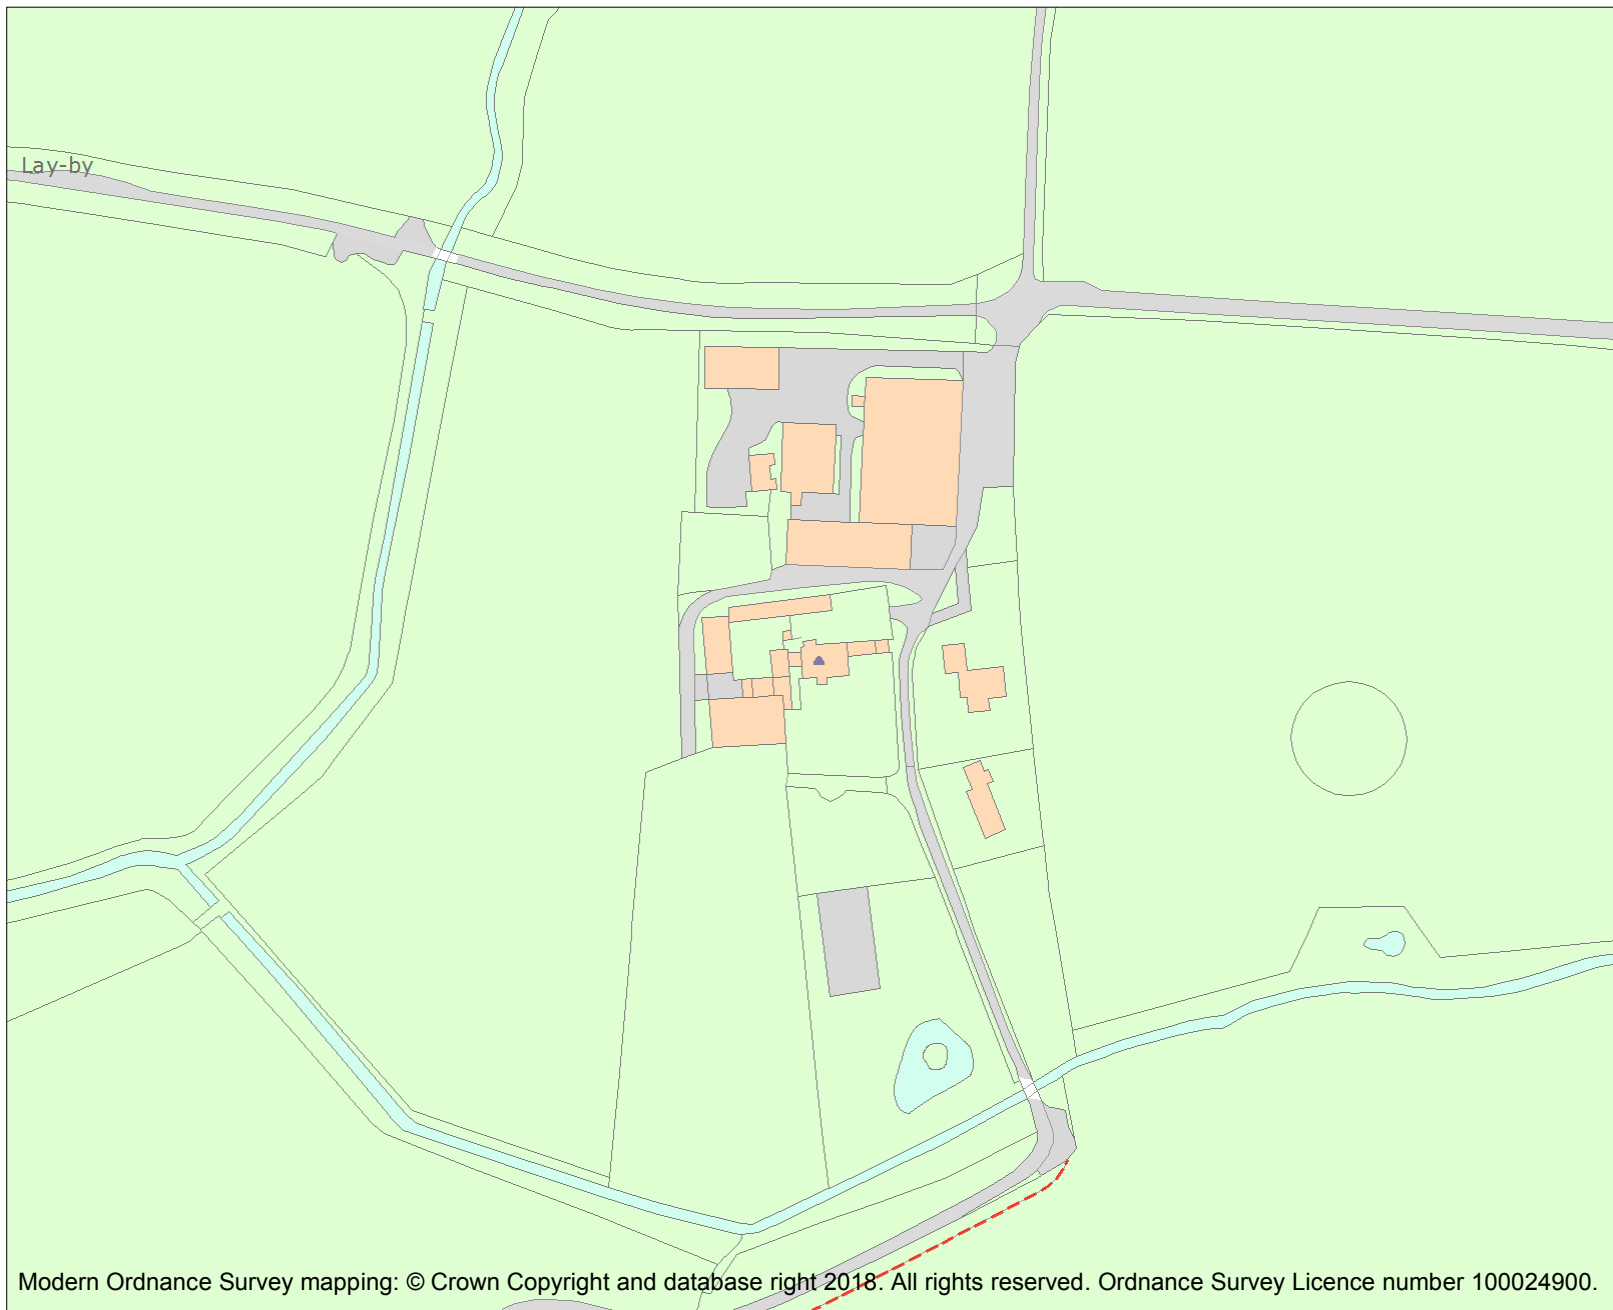 Lay-by
Modern Ordnance Survey mapping: © Crown Copyright and database right 2018. All rights reserved. Ordnance Survey Licence number 100024900.